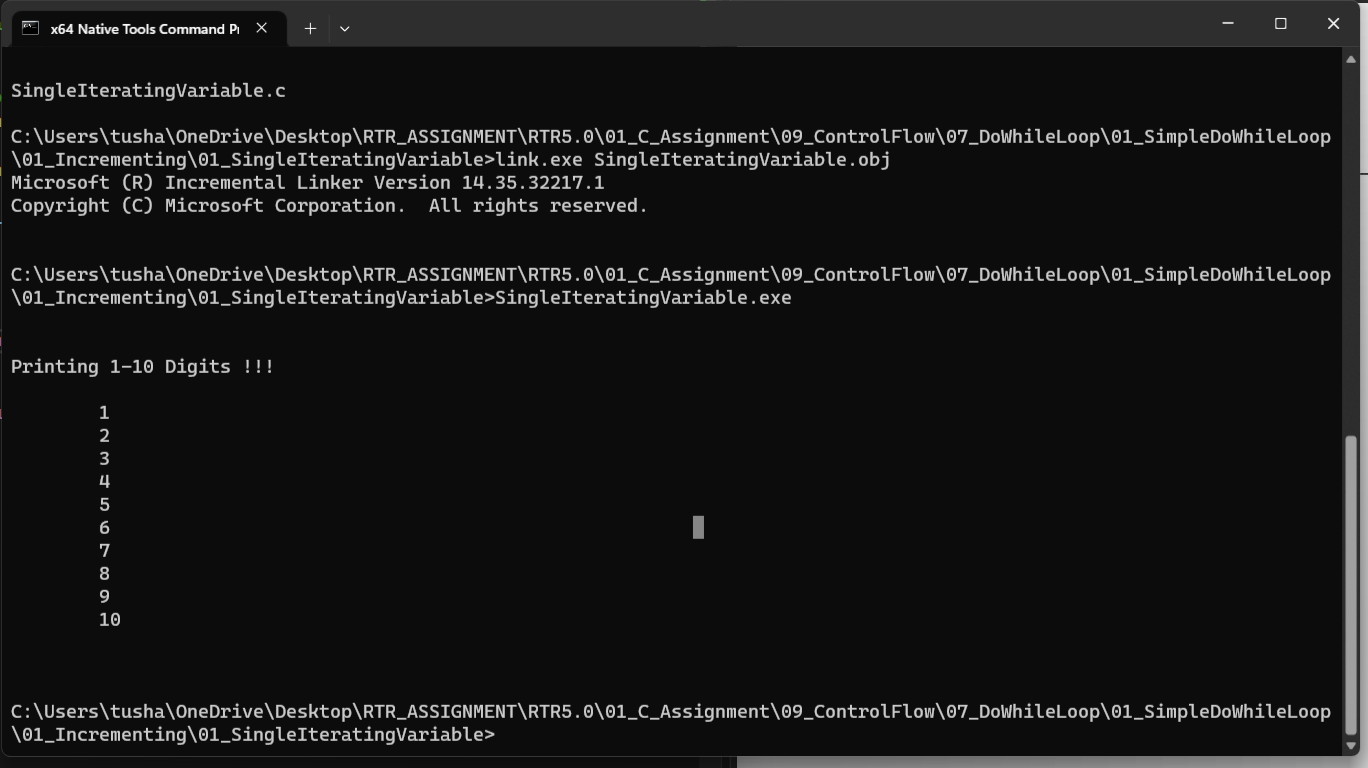 x64 Native Tools Command Pr
SingleIteratingVariable.c
C:\Users\tusha\OneDrive\Desktop\RTR_ASSIGNMENT\RTR5.0\01_C_Assignment\09_ControlFlow\07_DoWhileLoop\01_SimpleDoWhileLoop
\01_Incrementing\01_SingleIteratingVariable>link.exe SingleIteratingVariable.obj
Microsoft (R) Incremental Linker Version 14.35.32217.1
Copyright (C) Microsoft Corporation.  All rights reserved.
C:\Users\tusha\OneDrive\Desktop\RTR_ASSIGNMENT\RTR5.0\01_C_Assignment\09_ControlFlow\07_DoWhileLoop\01_SimpleDoWhileLoop
\01_Incrementing\01_SingleIteratingVariable>SingleIteratingVariable.exe
Printing 1-10 Digits !!!
1
2
3
4
5
6
7
8
9
10
C:\Users\tusha\OneDrive\Desktop\RTR_ASSIGNMENT\RTR5.0\01_C_Assignment\09_ControlFlow\07_DoWhileLoop\01_SimpleDoWhileLoop
\01_Incrementing\01_SingleIteratingVariable>